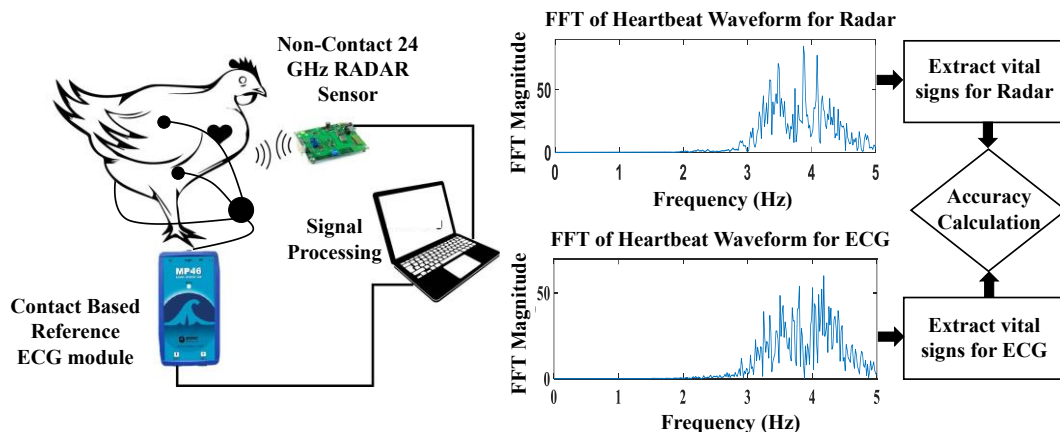 Non-Contact 24
GHz RADAR
Sensor
Signal
Processing
MP46
Contact Based
Reference
ECG module
FFT of Heartbeat Waveform for Radar
FFT Magnitude
50
0
0 1 2 3 4 5
Frequency (Hz)
FFT of Heartbeat Waveform for ECG
FFT Magnitude
50
0
0 1 2 3 4 5
Frequency (Hz)
Extract vital
signs for Radar
Accuracy
Calculation
Extract vital
signs for ECG